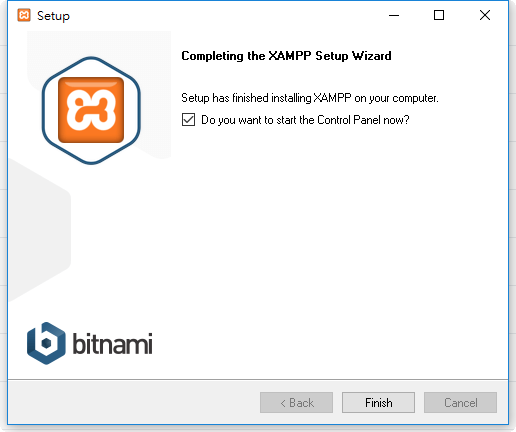 Setup
Completing the XAMPP Setup Wizard
Setup has finished installing XAMPP on your computer.
Do you want to start the Control Panel now?
bitnami
< Back
Finish
Cancel